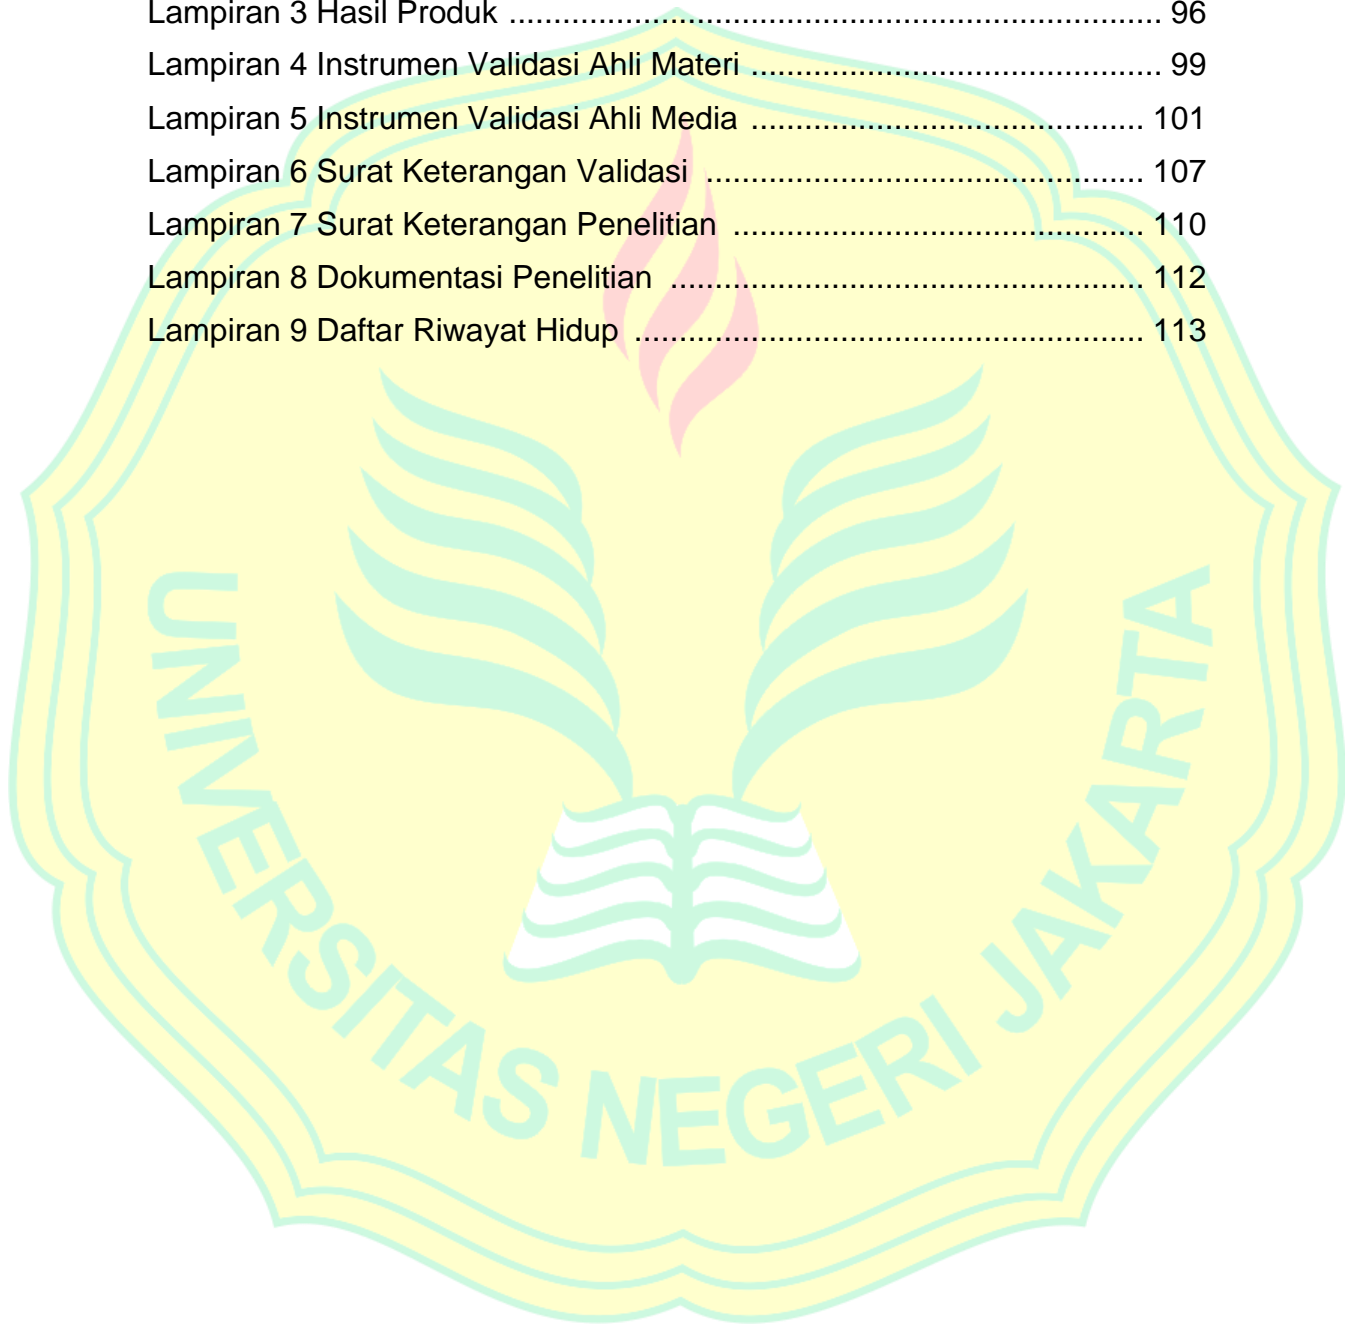 Lampiran 3 Hasil Produk ......................................................................... 96
Lampiran 4 Instrumen Validasi Ahli Materi .............................................. 99
Lampiran 5 Instrumen Validasi Ahli Media ............................................ 101
Lampiran 6 Surat Keterangan Validasi ................................................. 107
Lampiran 7 Surat Keterangan Penelitian .............................................. 110
Lampiran 8 Dokumentasi Penelitian ..................................................... 112
Lampiran 9 Daftar Riwayat Hidup ......................................................... 113
UNIVERSITAS NEGERI JAKARTA